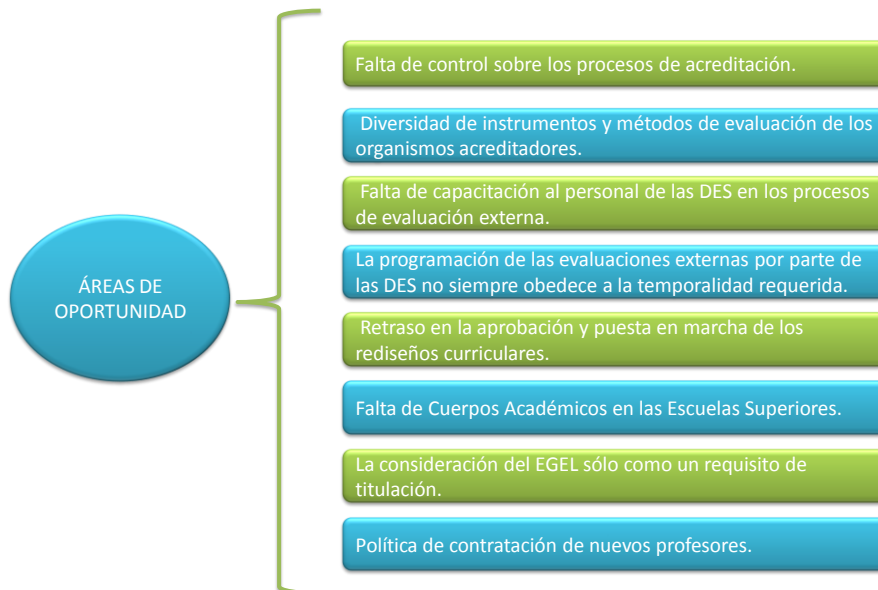 Falta de control sobre los procesos de acreditación.
Diversidad de instrumentos y métodos de evaluación de los
organismos acreditadores.
Falta de capacitación al personal de las DES en los procesos
de evaluación externa.
ÁREAS DE
OPORTUNIDAD
La programación de las evaluaciones externas por parte de
las DES no siempre obedece a la temporalidad requerida.
Retraso en la aprobación y puesta en marcha de los
rediseños curriculares.
Falta de Cuerpos Académicos en las Escuelas Superiores.
La consideración del EGEL sólo como un requisito de
titulación.
Política de contratación de nuevos profesores.